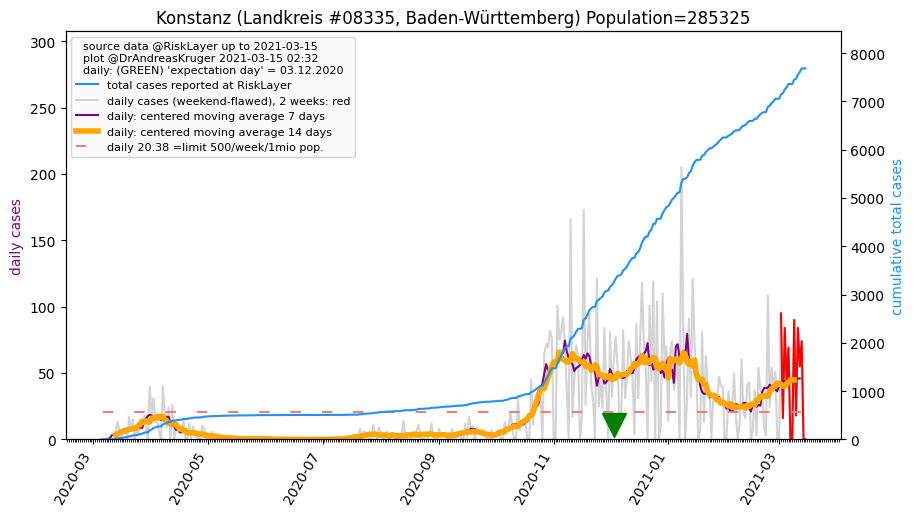 Konstanz (Landkreis #08335, Baden-Württemberg) Population=285325
source data @RiskLayer up to 2021-03-15
plot @DrAndreasKruger 2021-03-15 02:32
daily: (GREEN) 'expectation day' = 03.12.2020
total cases reported at RiskLayer
daily cases (weekend-flawed), 2 weeks: red
daily: centered moving average 7 days
daily: centered moving average 14 days
daily 20.38 =limit 500/week/1mio pop.
daily cases
300
250
200
150
100
50
0
8000
7000
6000
5000
4000
3000
2000
1000
0
cumulative total cases
2020-03
2020-05
2020-07
2020-09
2020-11
2021-01
2021-03